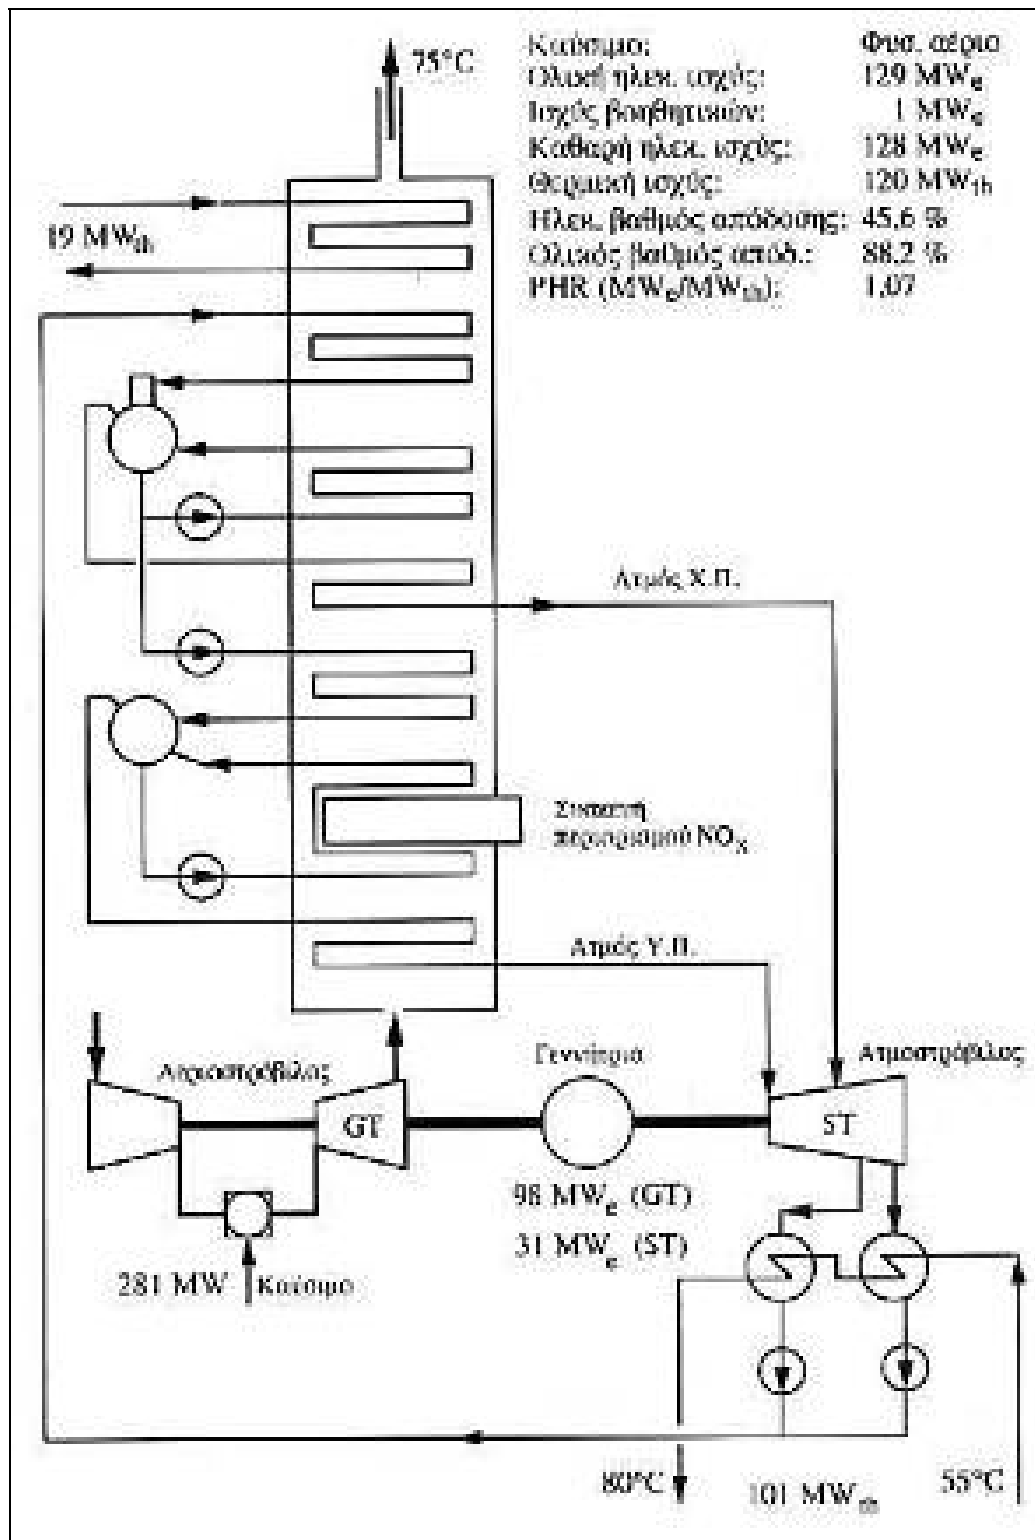 75°C
Καύσιμο: Φυσ. αέριο
Ολική ηλεκ. ισχύς: 129 MWe
Ισχύς βοηθητικών: 1 MWe
Καθαρή ηλεκ. ισχύς: 128 MWe
Θερμική ισχύς: 120 MWth
Ηλεκ. βαθμός απόδοσης: 45,6 %
Ολικός βαθμός απόδ.: 88,2 %
PHR (MWe/MWth): 1,07
19 MWth
Ατμός Χ.Π.
Συσκευή
περιορισμού NOX
Ατμός Υ.Π.
Αεριοστρόβιλος
Γεννήτρια
Ατμοστρόβιλος
GT
ST
98 MWe (GT)
31 MWe (ST)
281 MW Καύσιμο
80°C
101 MWth
55°C